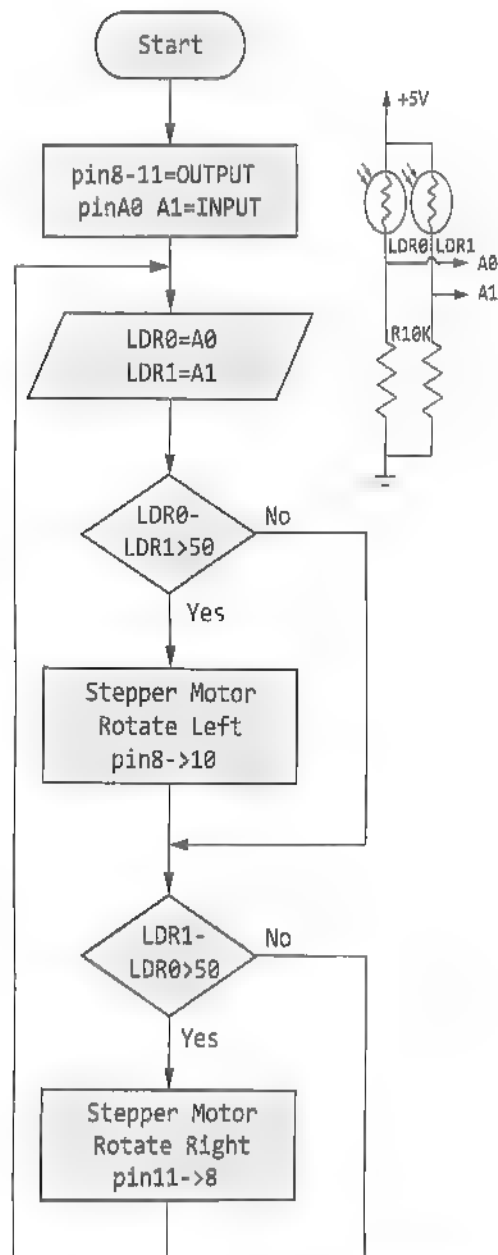 Start
pin8-11=OUTPUT
pinA0 A1=INPUT
LDR0=A0
LDR1=A1
LDR0-
LDR1>50
No
Yes
Stepper Motor
Rotate Left
pin8->10
LDR1-
LDR0>50
No
Yes
Stepper Motor
Rotate Right
pin11->8
+5V
LDR0 LDR1
A0
A1
R10K